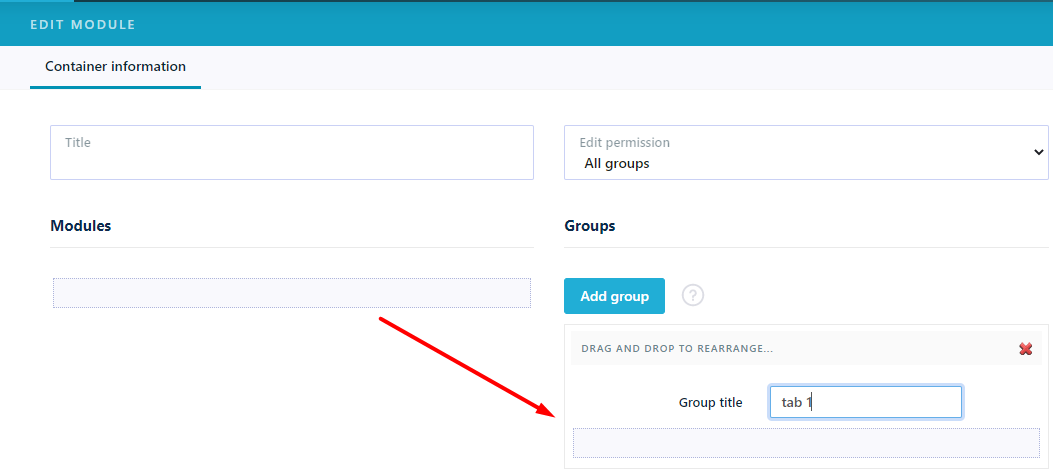 EDIT MODULE
Container information
Title
Edit permission
All groups
Modules
Groups
Add group
?
DRAG AND DROP TO REARRANGE...
Group title
tab 1